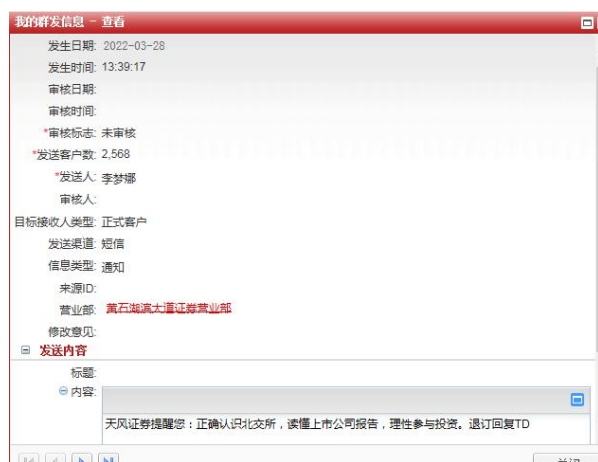 我的群发信息 - 查看
发生日期: 2022-03-28
发生时间: 13:39:17
审核日期:
审核时间:
*审核标志: 未审核
*发送客户数: 2,568
*发送人: 李梦娜
审核人:
目标接收人类型: 正式客户
发送渠道: 短信
信息类型: 通知
来源ID:
营业部: 黄石湖滨大道证券营业部
修改意见:
发送内容
标题:
内容:
天风证券提醒您：正确认识北交所，读懂上市公司报告，理性参与投资。退订回复TD
关闭